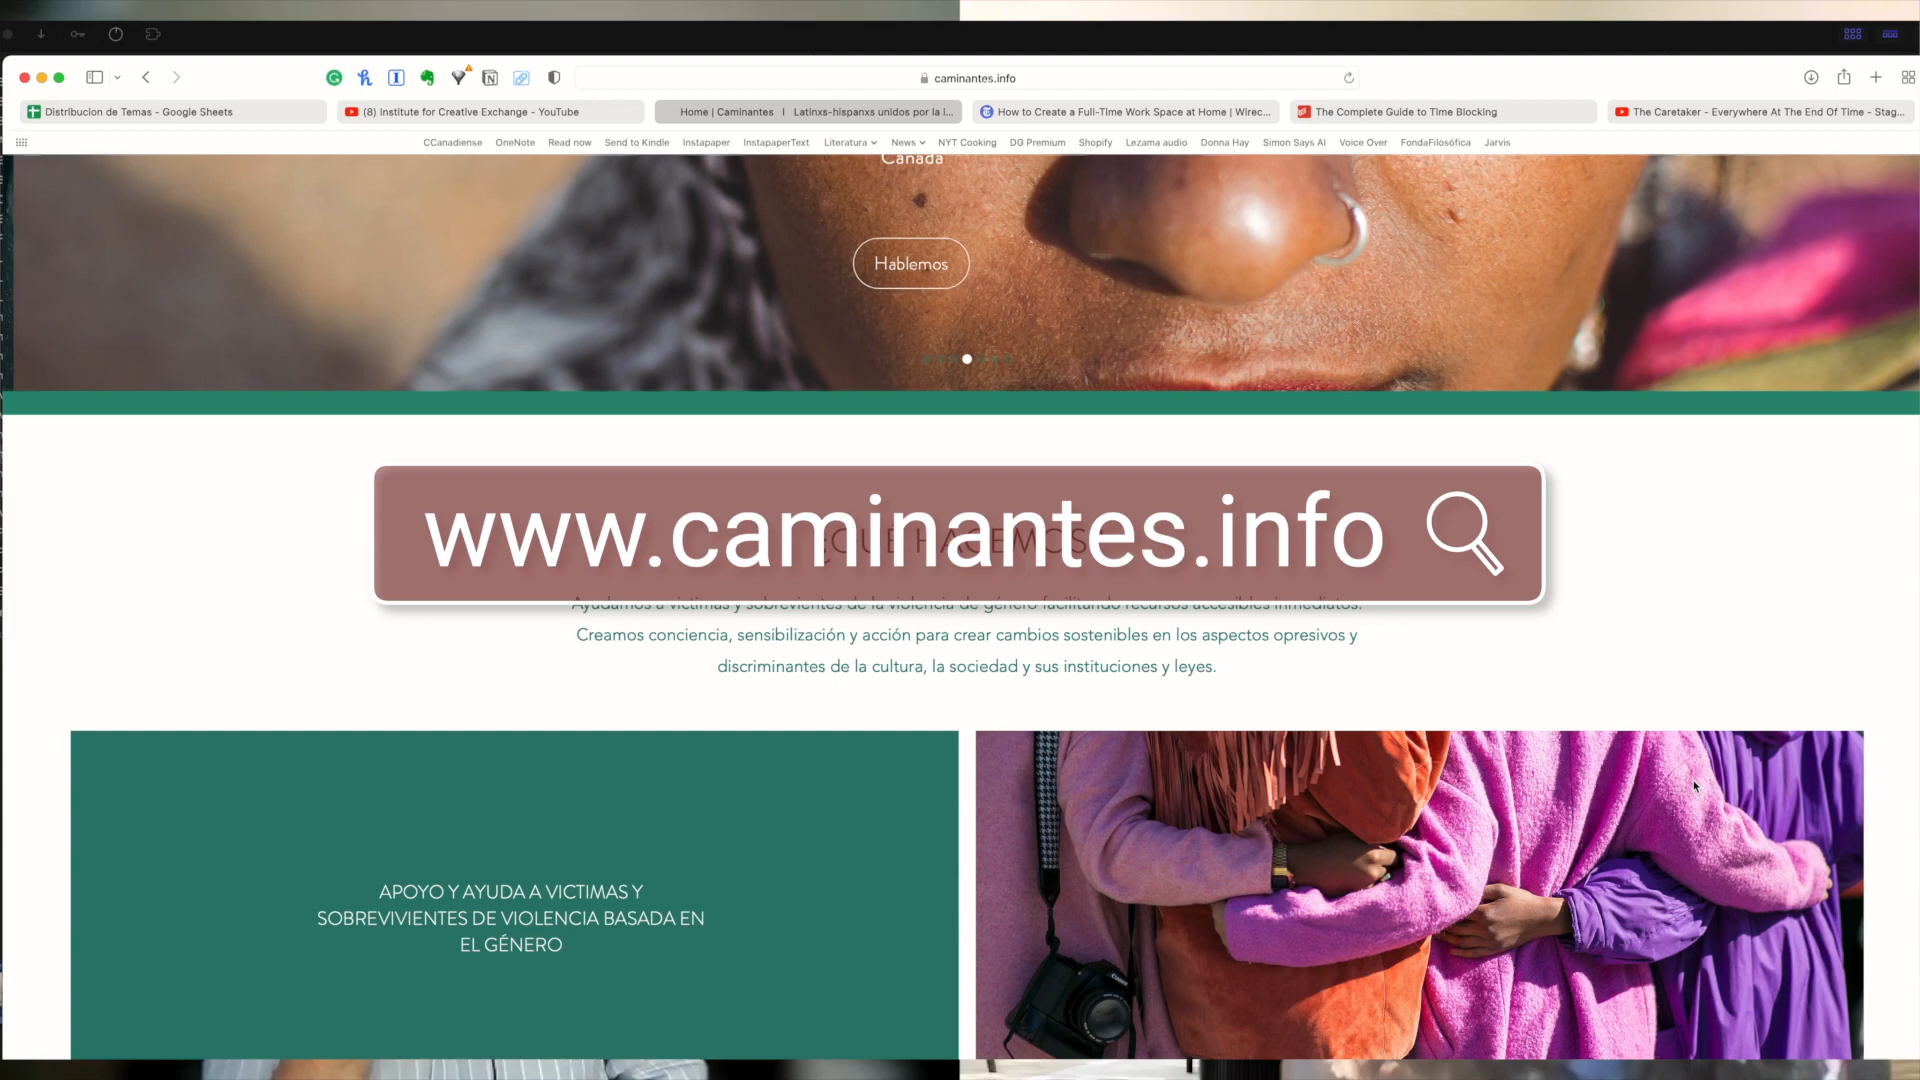 caminantes.info
Distribucion de Temas - Google Sheets
(8) Institute for Creative Exchange - YouTube
Home | Caminantes I Latinxs-hispanxs unidos por la i...
How to Create a Full-Time Work Space at Home | Wirec...
The Complete Guide to Time Blocking
The Caretaker - Everywhere At The End Of Time - Stag...
CCanadiense OneNote Read now Send to Kindle Instapaper InstapaperText Literatura News NYT Cooking DG Premium Shopify Lezama audio Donna Hay Simon Says AI Voice Over FondaFilosófica Jarvis
Canada
Hablemos
www.caminantes.info
¿QUÉ HACEMOS
Ayudamos a víctimas y sobrevivientes de la violencia de género facilitando recursos accesibles inmediatos.
Creamos conciencia, sensibilización y acción para crear cambios sostenibles en los aspectos opresivos y
discriminantes de la cultura, la sociedad y sus instituciones y leyes.
APOYO Y AYUDA A VICTIMAS Y
SOBREVIVIENTES DE VIOLENCIA BASADA EN
EL GÉNERO
Canon